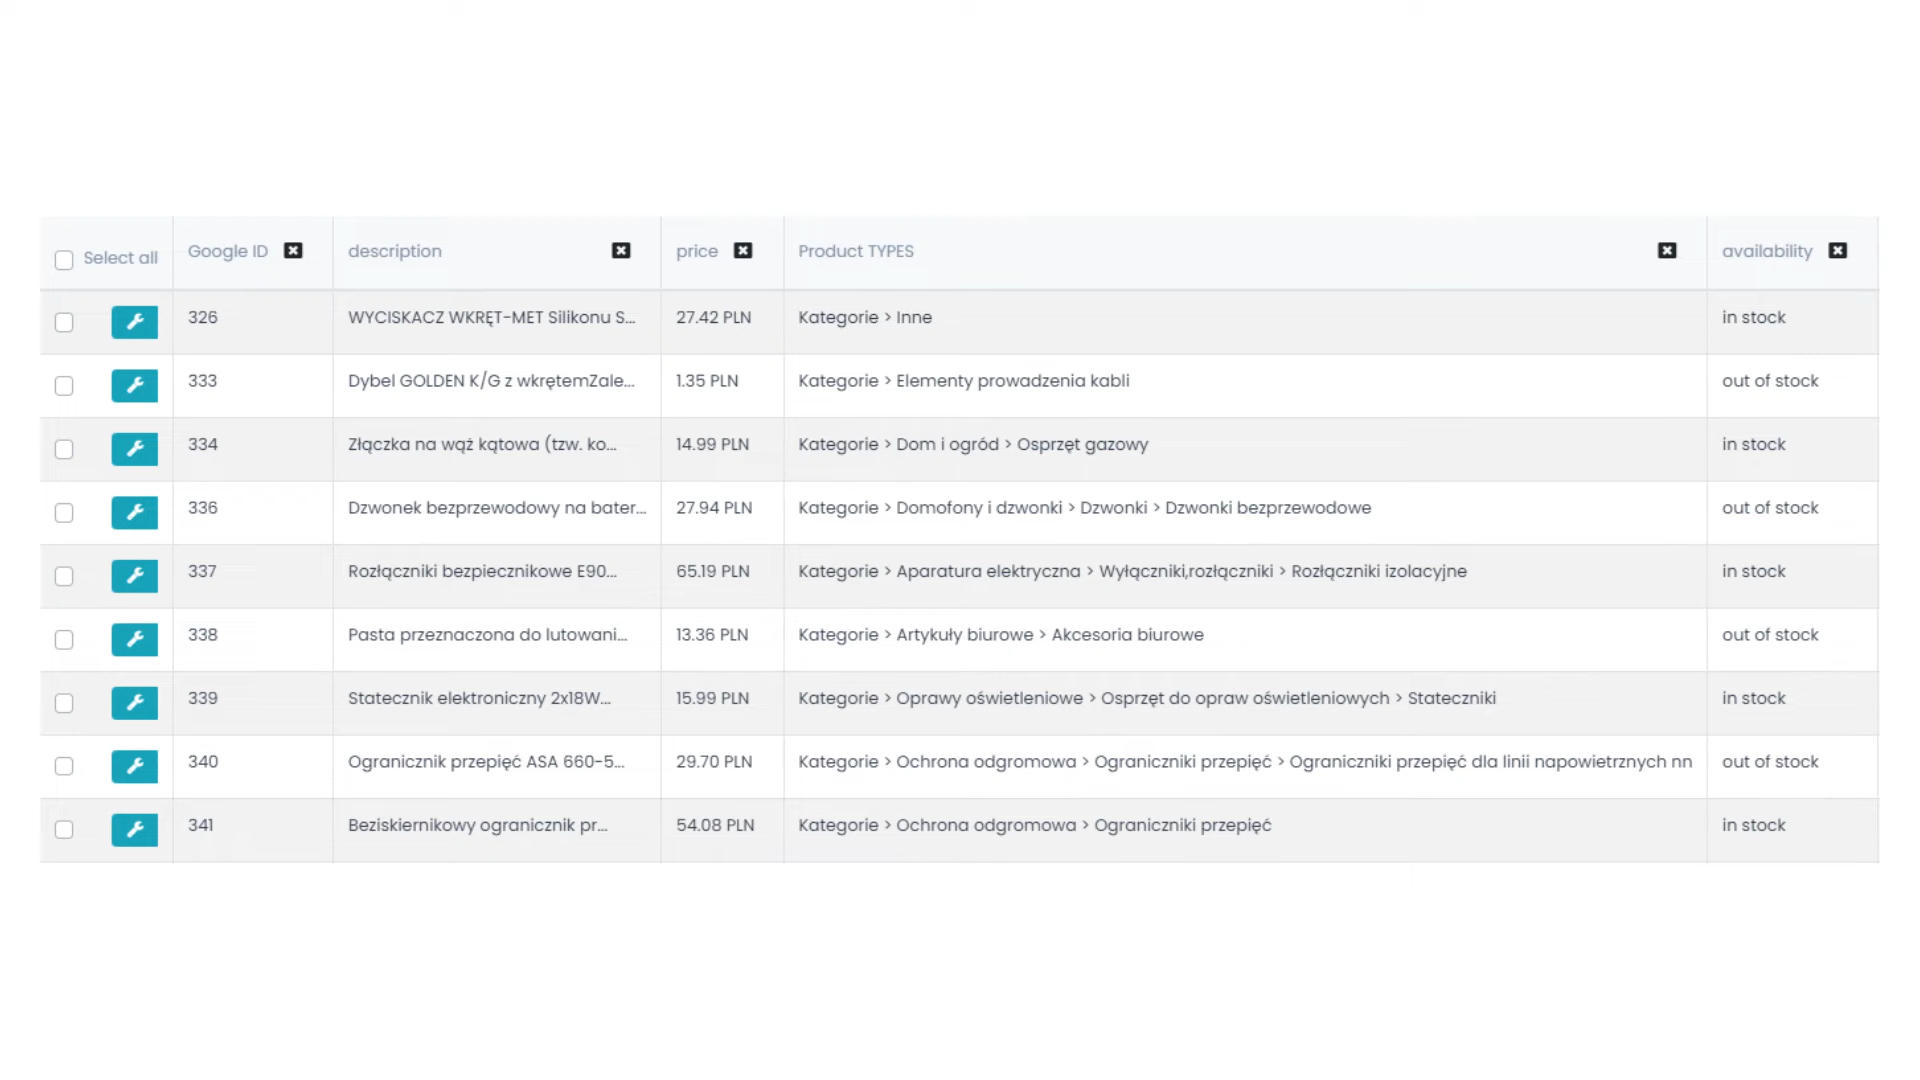 Select all Google ID description price Product TYPES availability
326 WYCISKACZ WKRĘT-MET Silikonu S... 27.42 PLN Kategorie > Inne in stock
333 Dybel GOLDEN K/G z wkrętemZale... 1.35 PLN Kategorie > Elementy prowadzenia kabli out of stock
334 Złączka na wąż kątowa (tzw. ko... 14.99 PLN Kategorie > Dom i ogród > Osprzęt gazowy in stock
336 Dzwonek bezprzewodowy na bater... 27.94 PLN Kategorie > Domofony i dzwonki > Dzwonki > Dzwonki bezprzewodowe out of stock
337 Rozłączniki bezpiecznikowe E90... 65.19 PLN Kategorie > Aparatura elektryczna > Wyłączniki,rozłączniki > Rozłączniki izolacyjne in stock
338 Pasta przeznaczona do lutowani... 13.36 PLN Kategorie > Artykuły biurowe > Akcesoria biurowe out of stock
339 Statecznik elektroniczny 2x18W... 15.99 PLN Kategorie > Oprawy oświetleniowe > Osprzęt do opraw oświetleniowych > Stateczniki in stock
340 Ogranicznik przepięć ASA 660-5... 29.70 PLN Kategorie > Ochrona odgromowa > Ograniczniki przepięć > Ograniczniki przepięć dla linii napowietrznych nn out of stock
341 Beziskiernikowy ogranicznik pr... 54.08 PLN Kategorie > Ochrona odgromowa > Ograniczniki przepięć in stock